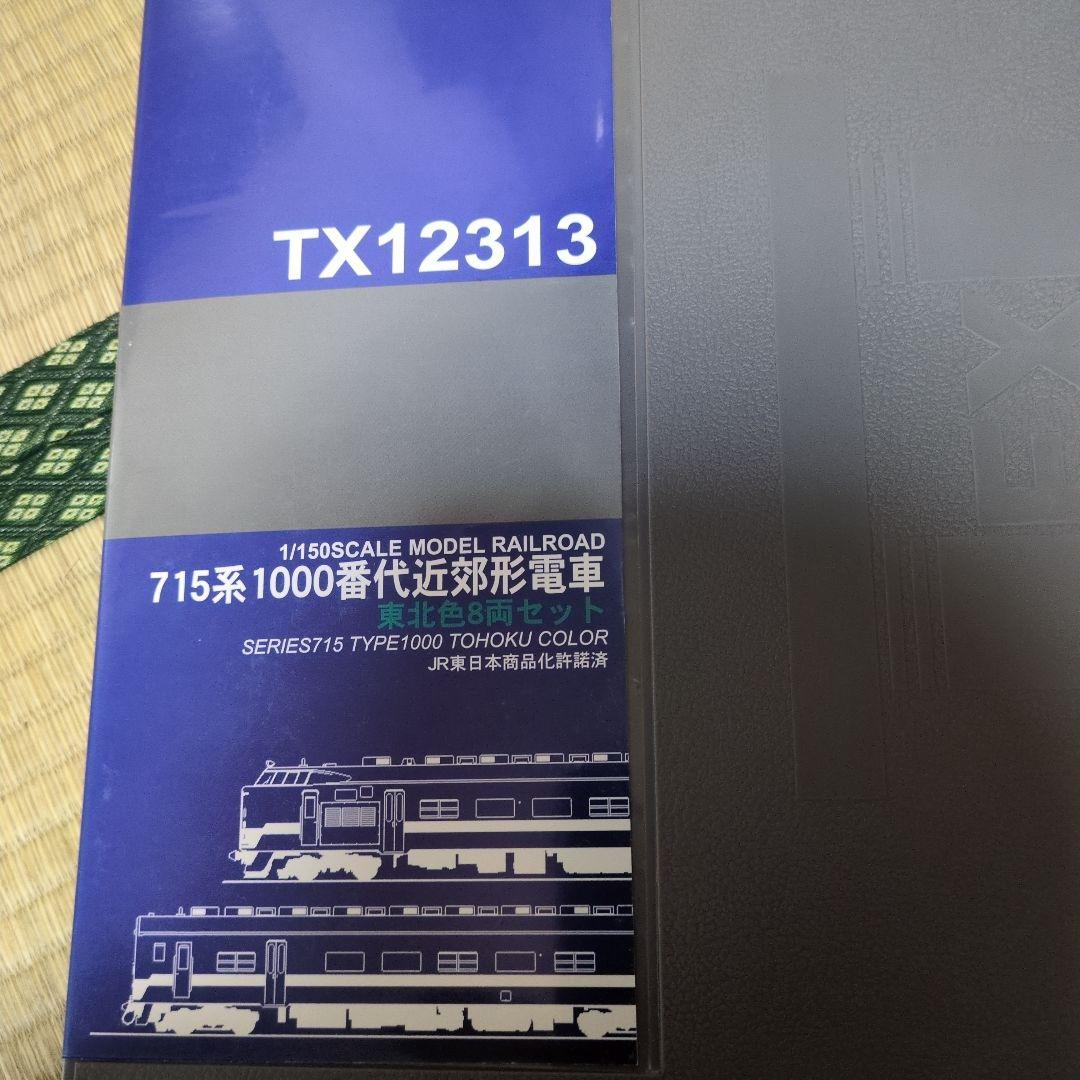 TX12313
1/150SCALE MODEL RAILROAD
715系1000番代近郊形電車
東北色8両セット
SERIES715 TYPE1000 TOHOKU COLOR
JR東日本商品化許諾済